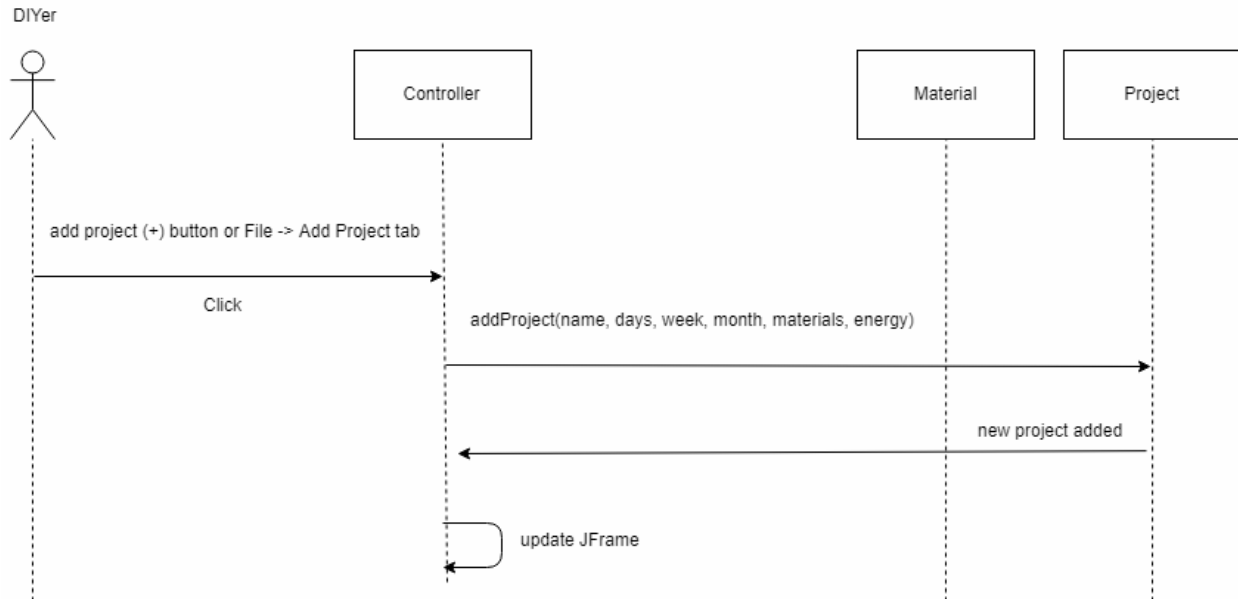 DIYer
Controller
Material
Project
add project (+) button or File -> Add Project tab
Click
addProject(name, days, week, month, materials, energy)
new project added
update JFrame